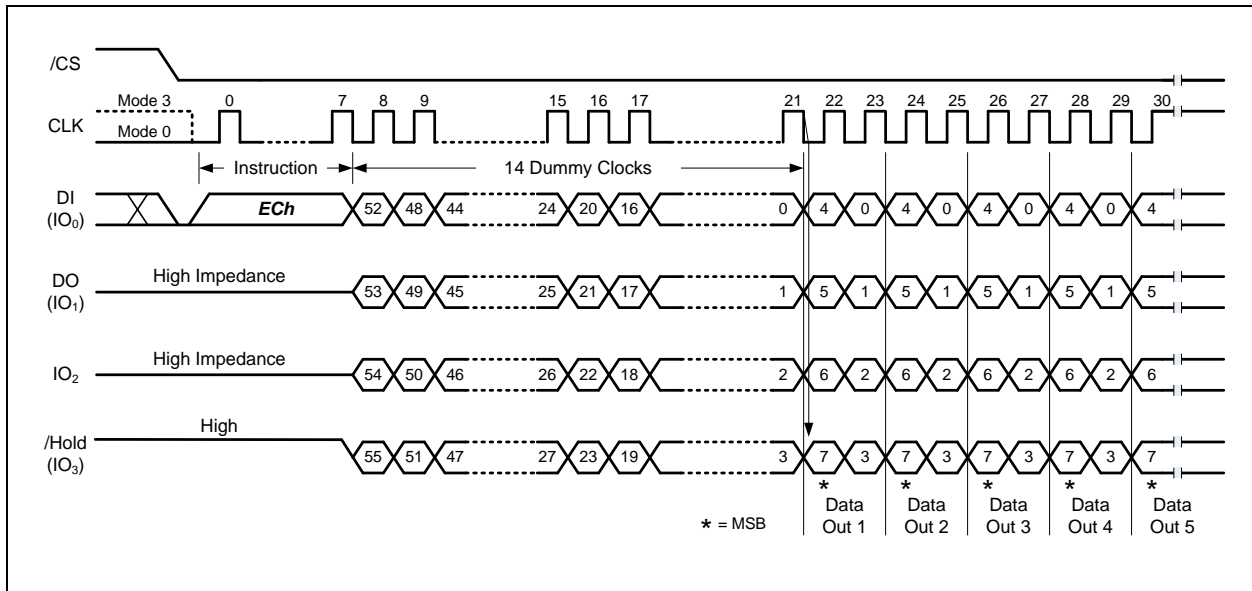 /CS
Mode 3
0 7 8 9 15 16 17 21 22 23 24 25 26 27 28 29 30
CLK
Mode 0
Instruction
14 Dummy Clocks
DI
(IO0)
ECh
52 48 44 24 20 16 0 4 0 4 0 4 0 4 0 4
DO
(IO1)
High Impedance
53 49 45 25 21 17 1 5 1 5 1 5 1 5 1 5
IO2
High Impedance
54 50 46 26 22 18 2 6 2 6 2 6 2 6 2 6
/Hold
(IO3)
High
55 51 47 27 23 19 3 7 3 7 3 7 3 7 3 7
* * * * *
* = MSB
Data
Out 1
Data
Out 2
Data
Out 3
Data
Out 4
Data
Out 5